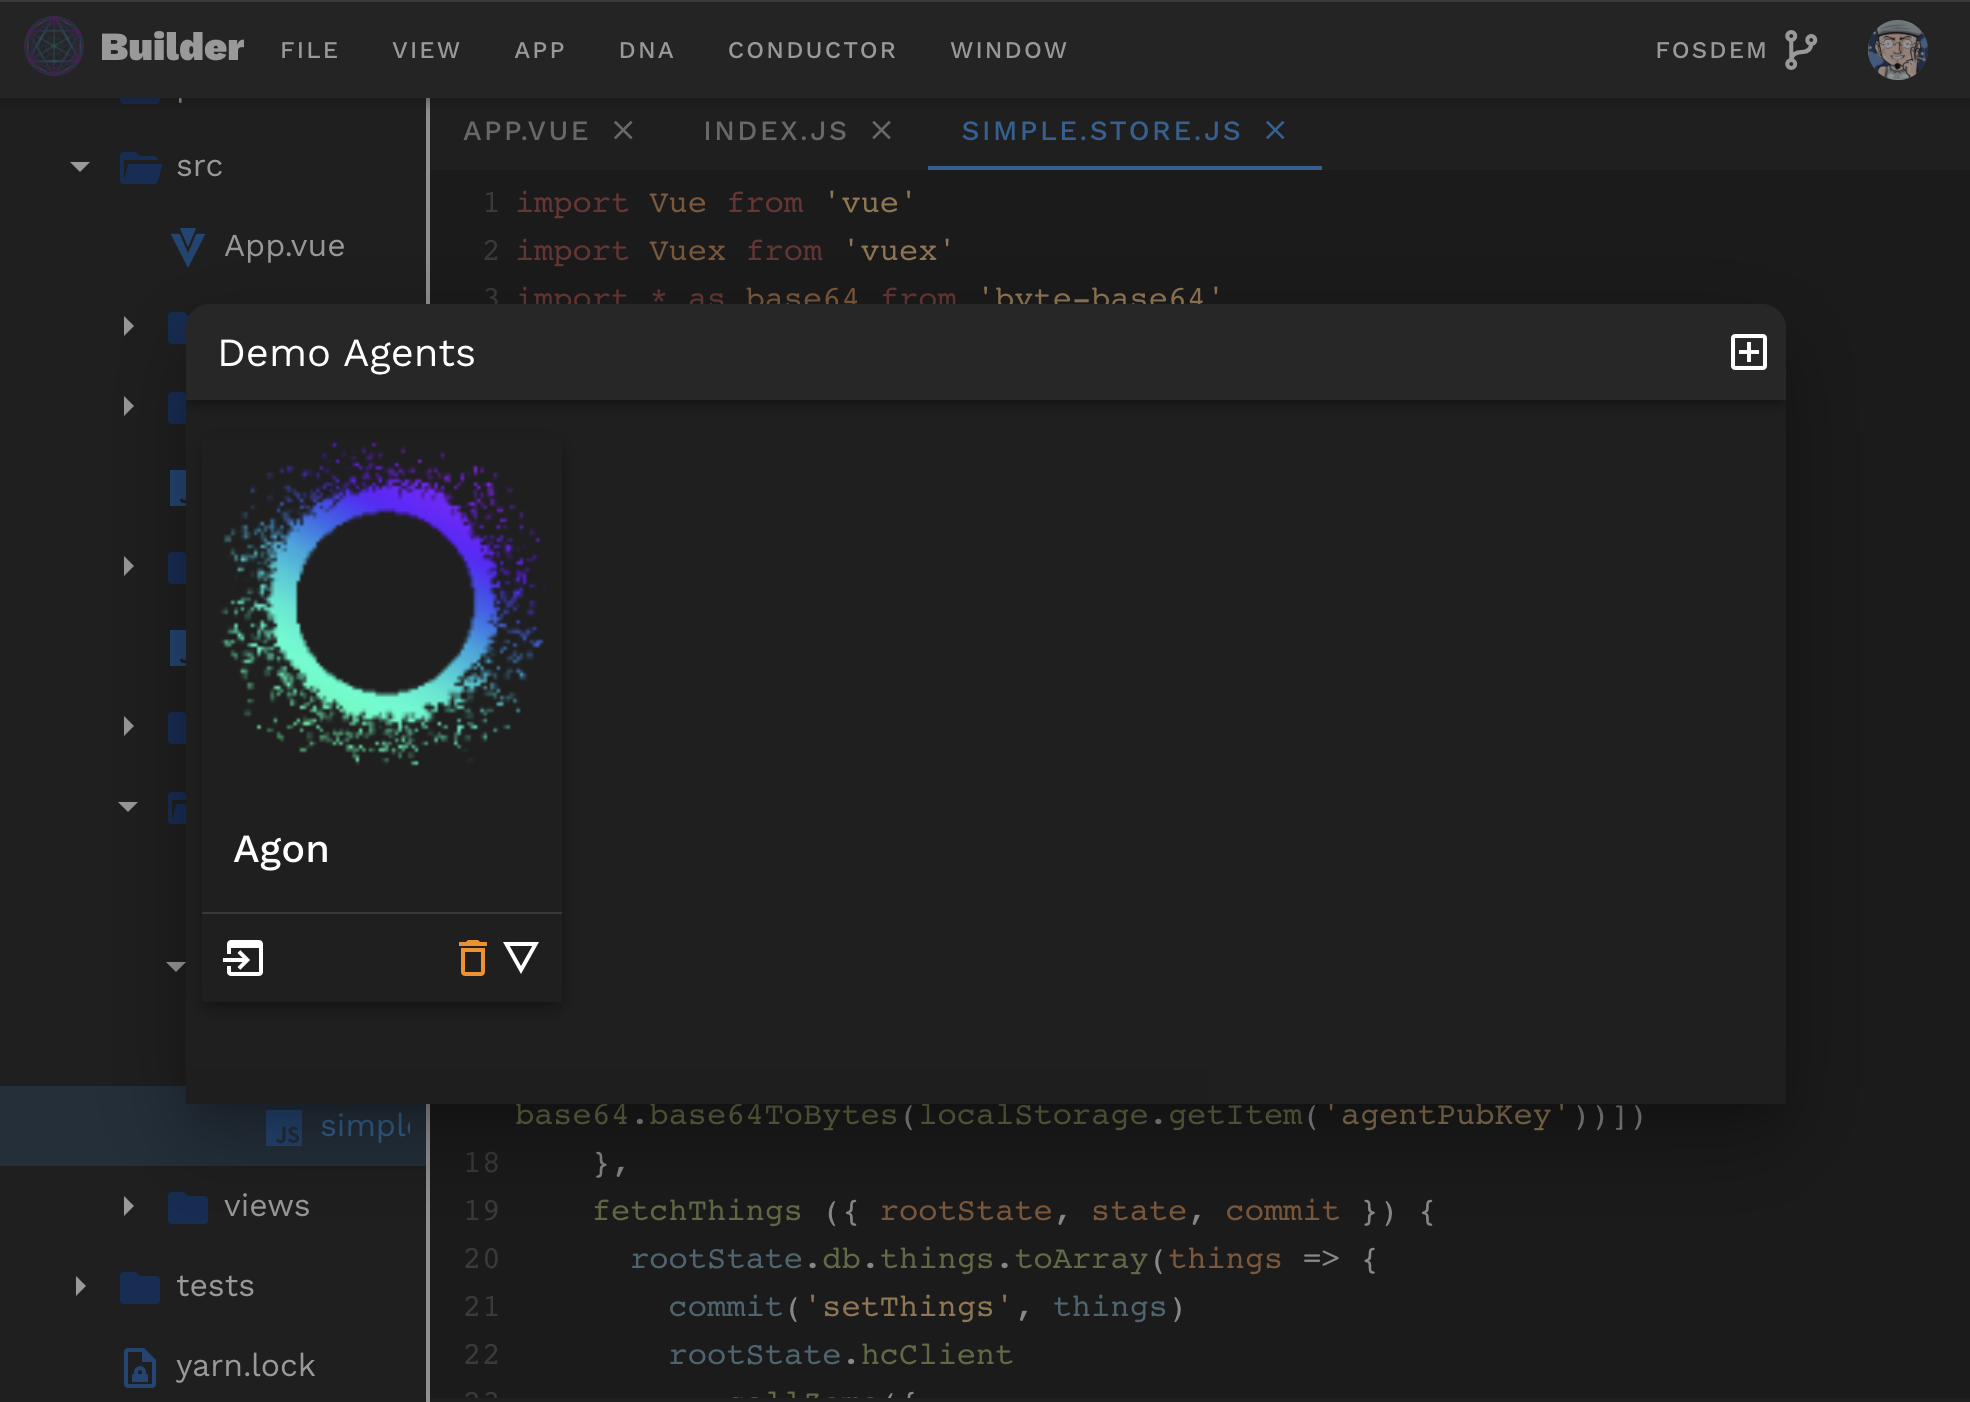 Builder FILE VIEW APP DNA CONDUCTOR WINDOW FOSDEM
APP.VUE INDEX.JS SIMPLE.STORE.JS
src
App.vue
1 import Vue from 'vue'
2 import Vuex from 'vuex'
3 import * as base64 from 'byte-base64'
Demo Agents
Agon
base64.base64ToBytes(localStorage.getItem('agentPubKey'))])
JS simple
18 },
views
19 fetchThings ({ rootState, state, commit }) {
20 rootState.db.things.toArray(things => {
tests
21 commit('setThings', things)
22 rootState.hcClient
yarn.lock